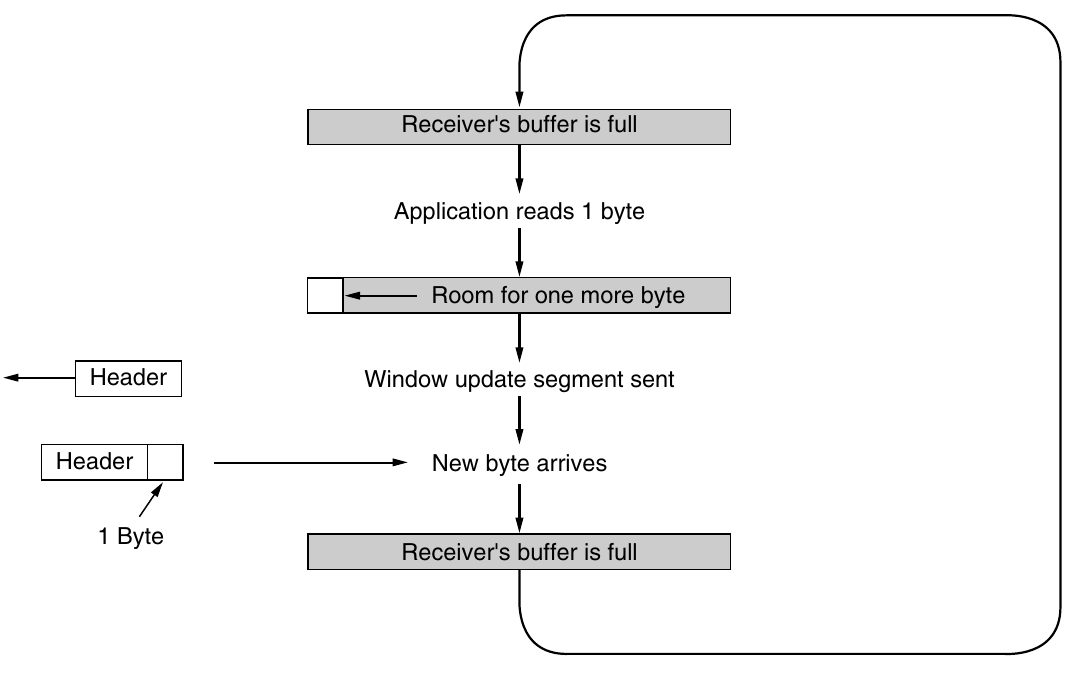 Receiver's buffer is full
Application reads 1 byte
Room for one more byte
Header
Window update segment sent
Header
New byte arrives
1 Byte
Receiver's buffer is full